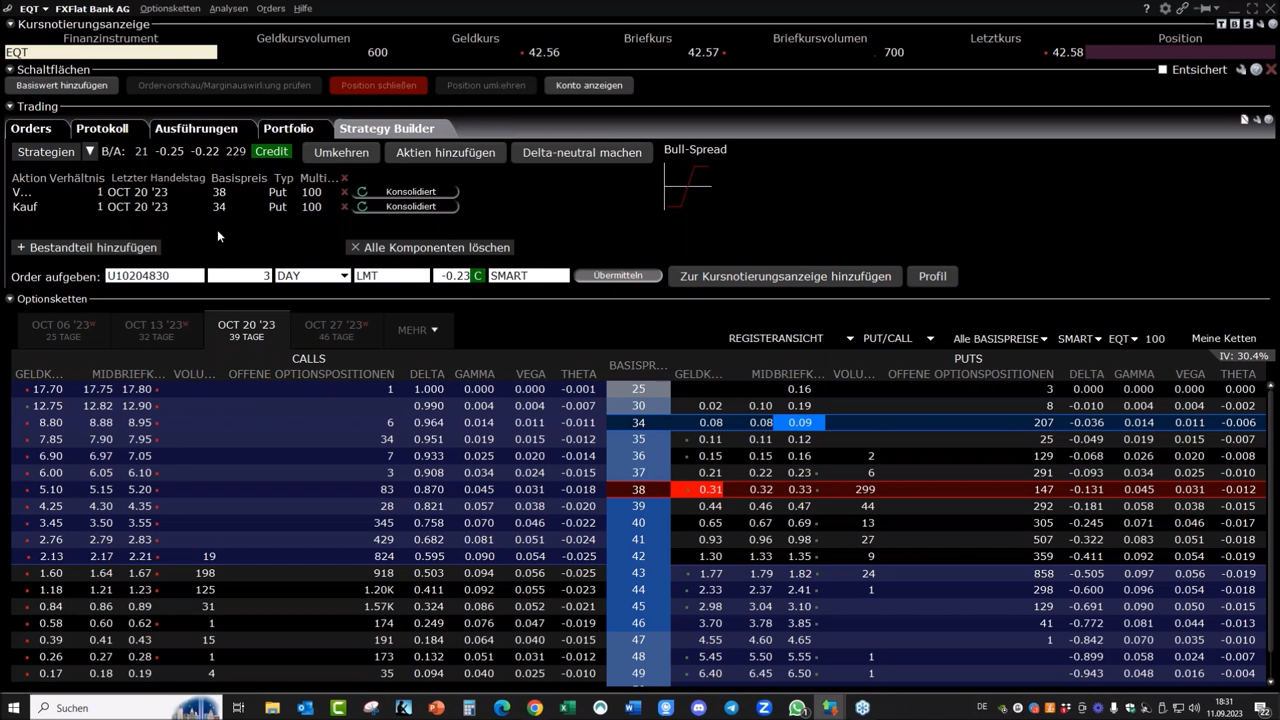 EQT FXFlat Bank AG Optionsketten Analysen Orders Hilfe
Kursnotierungsanzeige T B S
Finanzinstrument Geldkursvolumen Geldkurs Briefkurs Briefkursvolumen Letztkurs Position
EQT 600 42.56 42.57 700 42.58
Schaltflächen Entsichert
Basiswert hinzufügen Ordervorschau/Marginauswirkung prüfen Position schließen Position umkehren Konto anzeigen
Trading
Orders Protokoll Ausführungen Portfolio Strategy Builder
Strategien B/A: 21 -0.25 -0.22 229 Credit Umkehren Aktien hinzufügen Delta-neutral machen Bull-Spread
Aktion Verhältnis Letzter Handelstag Basispreis Typ Multi...
V... 1 OCT 20 '23 38 Put 100 Konsolidiert
Kauf 1 OCT 20 '23 34 Put 100 Konsolidiert
+ Bestandteil hinzufügen × Alle Komponenten löschen
Order aufgeben: U10204830 3 DAY LMT -0.23 C SMART Übermitteln Zur Kursnotierungsanzeige hinzufügen Profil
Optionsketten
OCT 06 '23W OCT 13 '23W OCT 20 '23 OCT 27 '23W MEHR
25 TAGE 32 TAGE 39 TAGE 46 TAGE
REGISTERANSICHT PUT/CALL Alle BASISPREISE SMART EQT 100 Meine Ketten
CALLS PUTS IV: 30.4%
GELDK... MID BRIEFK... VOLU... OFFENE OPTIONSPOSITIONEN DELTA GAMMA VEGA THETA BASISPR... GELDK... MID BRIEFK... VOLU... OFFENE OPTIONSPOSITIONEN DELTA GAMMA VEGA THETA
17.70 17.75 17.80 1 1.000 0.000 0.000 -0.001 25 0.16 3 0.000 0.000 0.000 0.000
12.75 12.82 12.90 0.990 0.004 0.004 -0.007 30 0.02 0.10 0.19 8 -0.010 0.004 0.004 -0.002
8.80 8.88 8.95 6 0.964 0.014 0.011 -0.011 34 0.08 0.08 0.09 207 -0.036 0.014 0.011 -0.006
7.85 7.90 7.95 34 0.951 0.019 0.015 -0.012 35 0.11 0.11 0.12 25 -0.049 0.019 0.015 -0.007
6.90 6.97 7.05 7 0.933 0.025 0.020 -0.014 36 0.15 0.15 0.16 2 129 -0.068 0.026 0.020 -0.008
6.00 6.05 6.10 3 0.908 0.034 0.025 -0.016 37 0.21 0.22 0.23 6 291 -0.093 0.034 0.025 -0.010
5.10 5.15 5.20 83 0.870 0.045 0.031 -0.018 38 0.31 0.32 0.33 299 147 -0.131 0.045 0.031 -0.012
4.25 4.30 4.35 28 0.821 0.057 0.038 -0.020 39 0.44 0.46 0.47 44 292 -0.181 0.058 0.038 -0.015
3.45 3.50 3.55 345 0.758 0.070 0.046 -0.022 40 0.65 0.67 0.69 13 305 -0.245 0.071 0.046 -0.017
2.76 2.79 2.83 429 0.682 0.081 0.051 -0.024 41 0.93 0.96 0.98 27 507 -0.322 0.083 0.051 -0.018
2.13 2.17 2.21 19 824 0.595 0.090 0.054 -0.025 42 1.30 1.33 1.35 9 359 -0.411 0.092 0.054 -0.019
1.60 1.64 1.67 198 918 0.503 0.094 0.056 -0.025 43 1.77 1.79 1.82 24 858 -0.505 0.097 0.056 -0.019
1.18 1.21 1.23 125 1.20K 0.411 0.092 0.055 -0.024 44 2.33 2.37 2.41 1 298 -0.600 0.096 0.054 -0.018
0.84 0.86 0.89 31 1.57K 0.324 0.086 0.052 -0.022 45 2.98 3.04 3.10 129 -0.691 0.090 0.050 -0.015
0.58 0.60 0.62 1 174 0.249 0.076 0.046 -0.019 46 3.70 3.78 3.85 41 -0.772 0.081 0.044 -0.013
0.39 0.41 0.43 15 191 0.184 0.064 0.040 -0.015 47 4.55 4.60 4.65 1 -0.842 0.070 0.035 -0.010
0.26 0.27 0.28 1 173 0.132 0.051 0.031 -0.012 48 5.45 5.50 5.55 1 -0.899 0.058 0.024 -0.007
0.17 0.18 0.19 4 234 0.094 0.040 0.025 -0.010 49 6.40 6.45 6.50 1 -0.943 0.048 0.015 -0.005
Suchen DE 18:31
11.09.2023